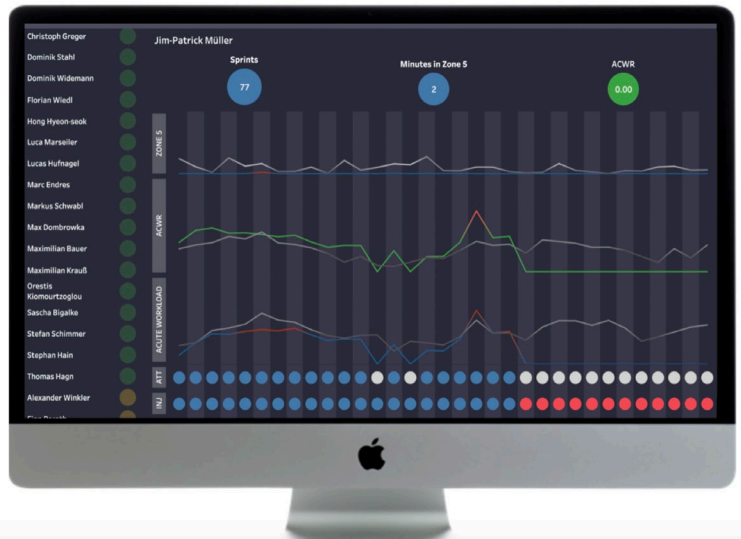 Christoph Greger
Dominik Stahl
Dominik Widemann
Florian Wiedl
Hong Hyeon-seok
Luca Marseiler
Lucas Hufnagel
Marc Endres
Markus Schwabl
Max Dombrowka
Maximilian Bauer
Maximilian Krauß
Orestis
Kiomourtzoglou
Sascha Bigalke
Stefan Schimmer
Stephan Hain
Thomas Hagn
Alexander Winkler
Jim-Patrick Müller
Sprints
77
Minutes in Zone 5
2
ACWR
0.00
ZONE 5
ACWR
ACUTE WORKLOAD
ATT
INJ